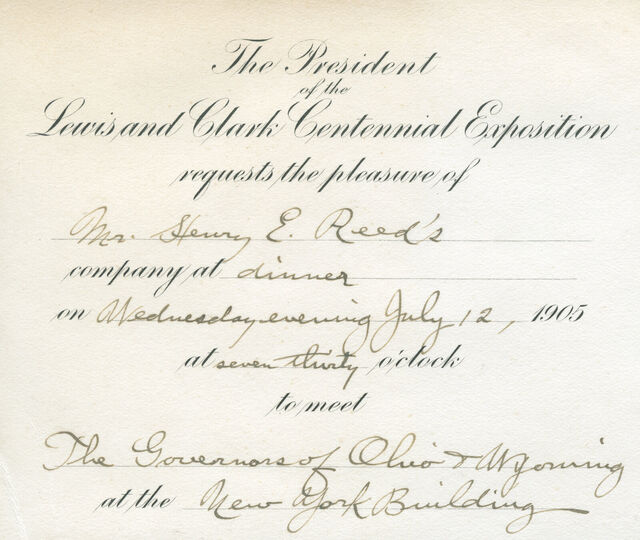 The President
of the
Lewis and Clark Centennial Exposition
requests the pleasure of
Mr. Henry E. Reed's
company at dinner
on Wednesday evening July 12, 1905
at seven thirty o'clock
to meet
The Governors of Ohio & Wyoming
at the New York Building